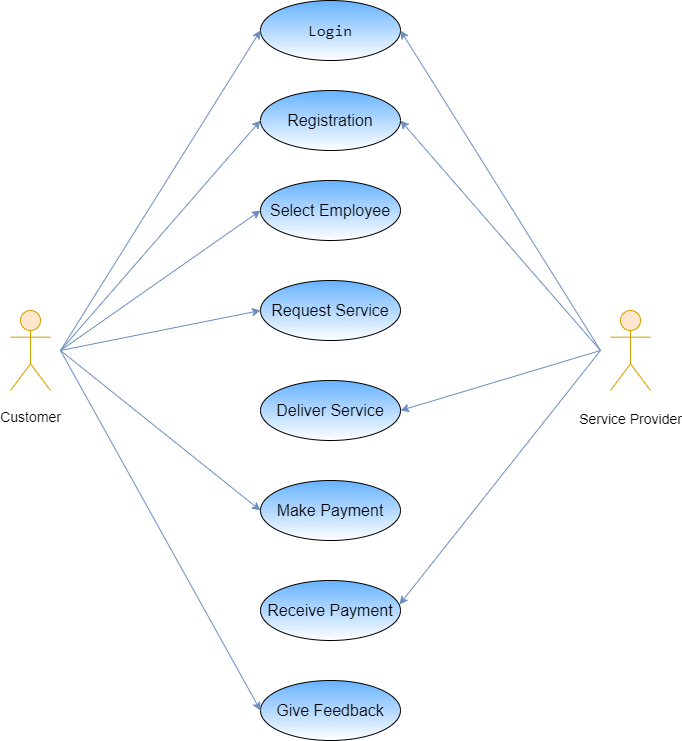 Login
Registration
Select Employee
Request Service
Deliver Service
Customer
Service Provider
Make Payment
Receive Payment
Give Feedback